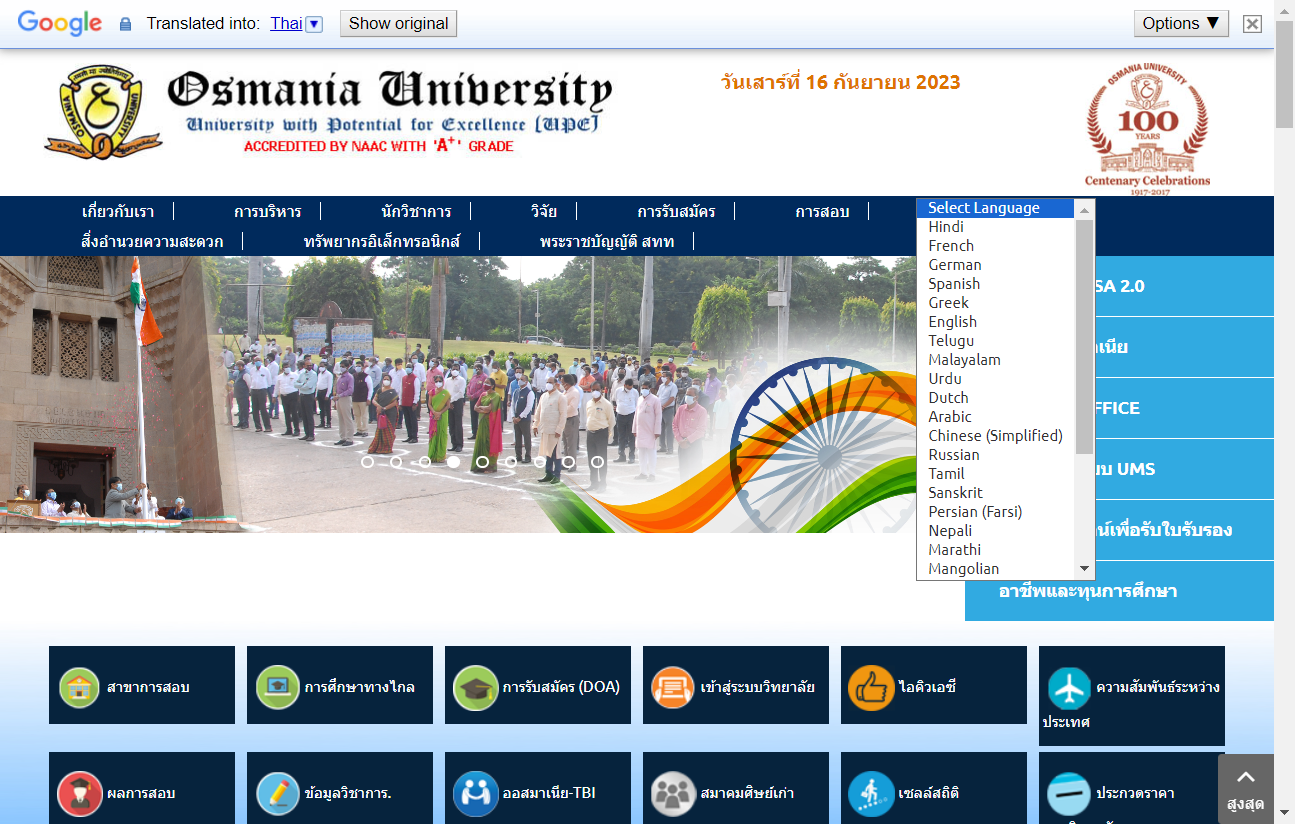 Google
Translated into: Thai
Show original
Options ▼
Osmania University
University with Potential for Excellence [UPE]
ACCREDITED BY NAAC WITH 'A+' GRADE
วันเสาร์ที่ 16 กันยายน 2023
OSMANIA UNIVERSITY
100
YEARS
Centenary Celebrations
1917-2017
เกี่ยวกับเรา
การบริหาร
นักวิชาการ
วิจัย
การรับสมัคร
การสอบ
สิ่งอำนวยความสะดวก
ทรัพยากรอิเล็กทรอนิกส์
พระราชบัญญัติ สทท
Select Language
Hindi
French
German
Spanish
Greek
English
Telugu
Malayalam
Urdu
Dutch
Arabic
Chinese (Simplified)
Russian
Tamil
Sanskrit
Persian (Farsi)
Nepali
Marathi
Mangolian
SA 2.0
เนีย
FFICE
UMS
น์เพื่อรับใบรับรอง
อาชีพและทุนการศึกษา
สาขาการสอบ
การศึกษาทางไกล
การรับสมัคร (DOA)
เข้าสู่ระบบวิทยาลัย
ไอคิวเอซี
ความสัมพันธ์ระหว่าง
ประเทศ
ผลการสอบ
ข้อมูลวิชาการ.
ออสมาเนีย-TBI
สมาคมศิษย์เก่า
เซลล์สถิติ
ประกวดราคา
สูงสุด